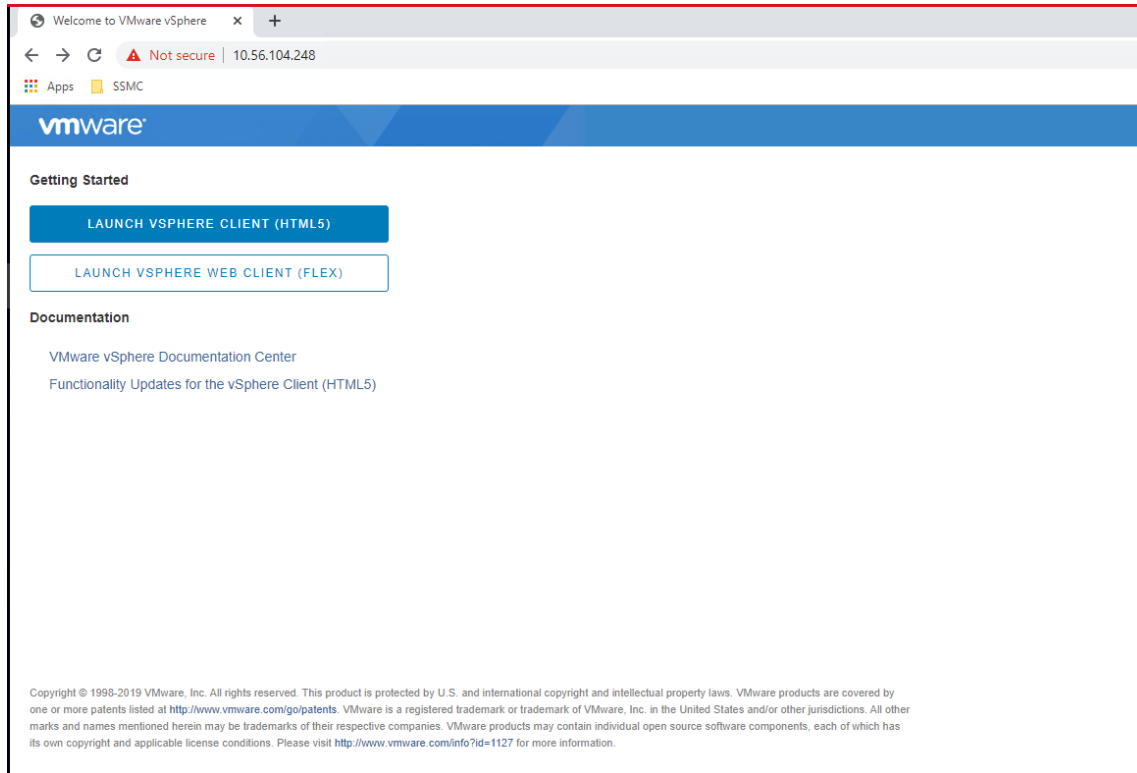 Welcome to VMware vSphere
Not secure | 10.56.104.248
Apps SSMC
vmware®
Getting Started
LAUNCH VSPHERE CLIENT (HTML5)
LAUNCH VSPHERE WEB CLIENT (FLEX)
Documentation
VMware vSphere Documentation Center
Functionality Updates for the vSphere Client (HTML5)
Copyright © 1998-2019 VMware, Inc. All rights reserved. This product is protected by U.S. and international copyright and intellectual property laws. VMware products are covered by
one or more patents listed at http://www.vmware.com/go/patents. VMware is a registered trademark or trademark of VMware, Inc. in the United States and/or other jurisdictions. All other
marks and names mentioned herein may be trademarks of their respective companies. VMware products may contain individual open source software components, each of which has
its own copyright and applicable license conditions. Please visit http://www.vmware.com/info?id=1127 for more information.